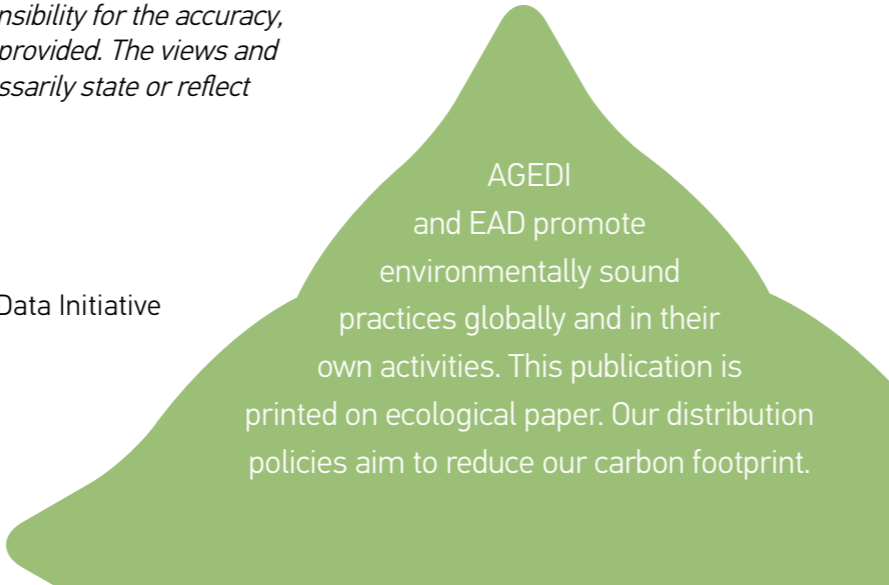 nsibility for the accuracy,
provided. The views and
ssarily state or reflect
Data Initiative
AGEDI
and EAD promote
environmentally sound
practices globally and in their
own activities. This publication is
printed on ecological paper. Our distribution
policies aim to reduce our carbon footprint.